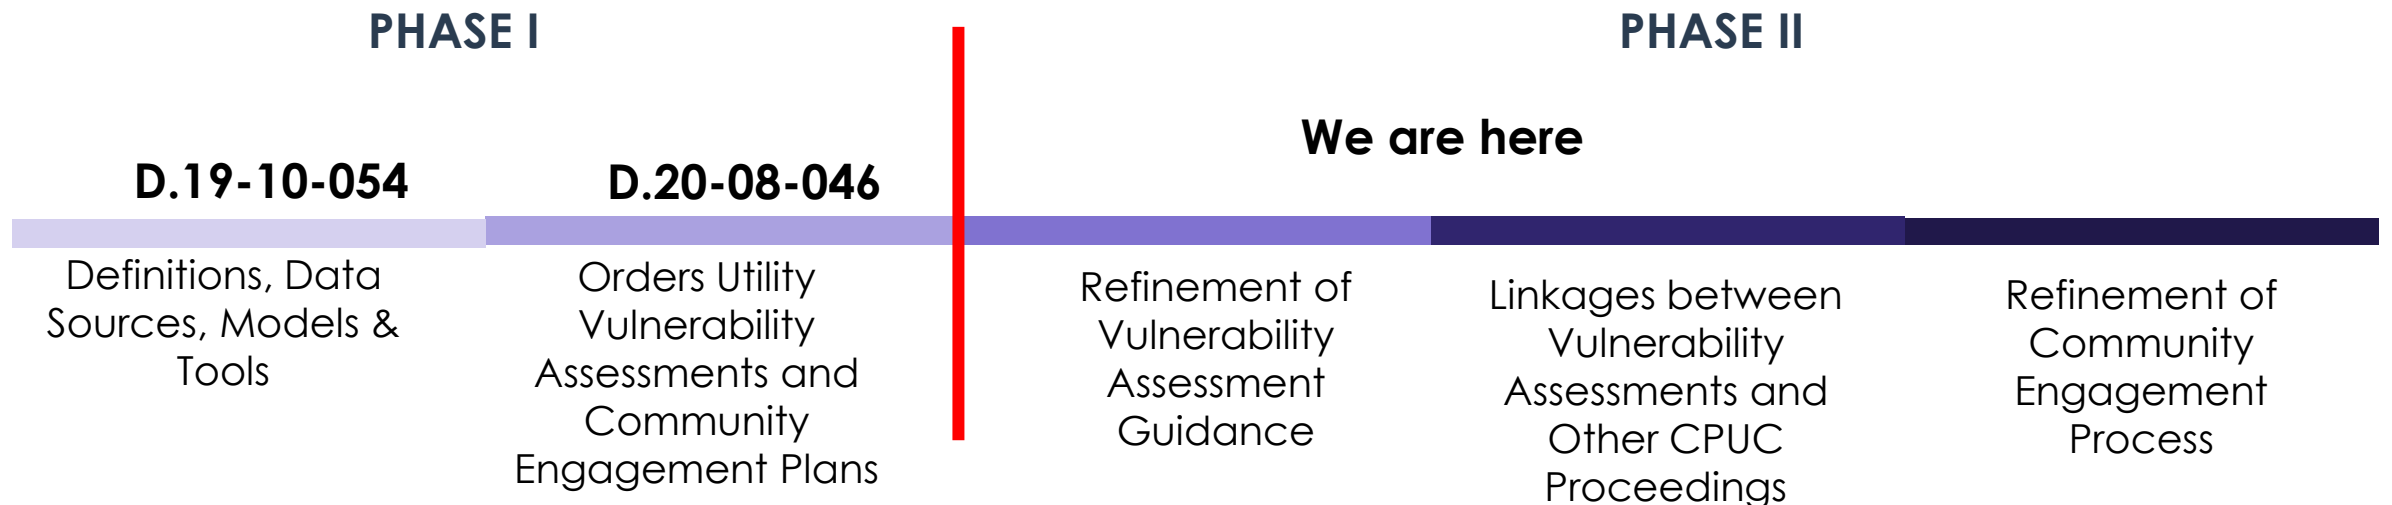 PHASE I
PHASE II
We are here
D.19-10-054
D.20-08-046
Definitions, Data
Sources, Models &
Tools
Orders Utility
Vulnerability
Assessments and
Community
Engagement Plans
Refinement of
Vulnerability
Assessment
Guidance
Linkages between
Vulnerability
Assessments and
Other CPUC
Proceedings
Refinement of
Community
Engagement
Process